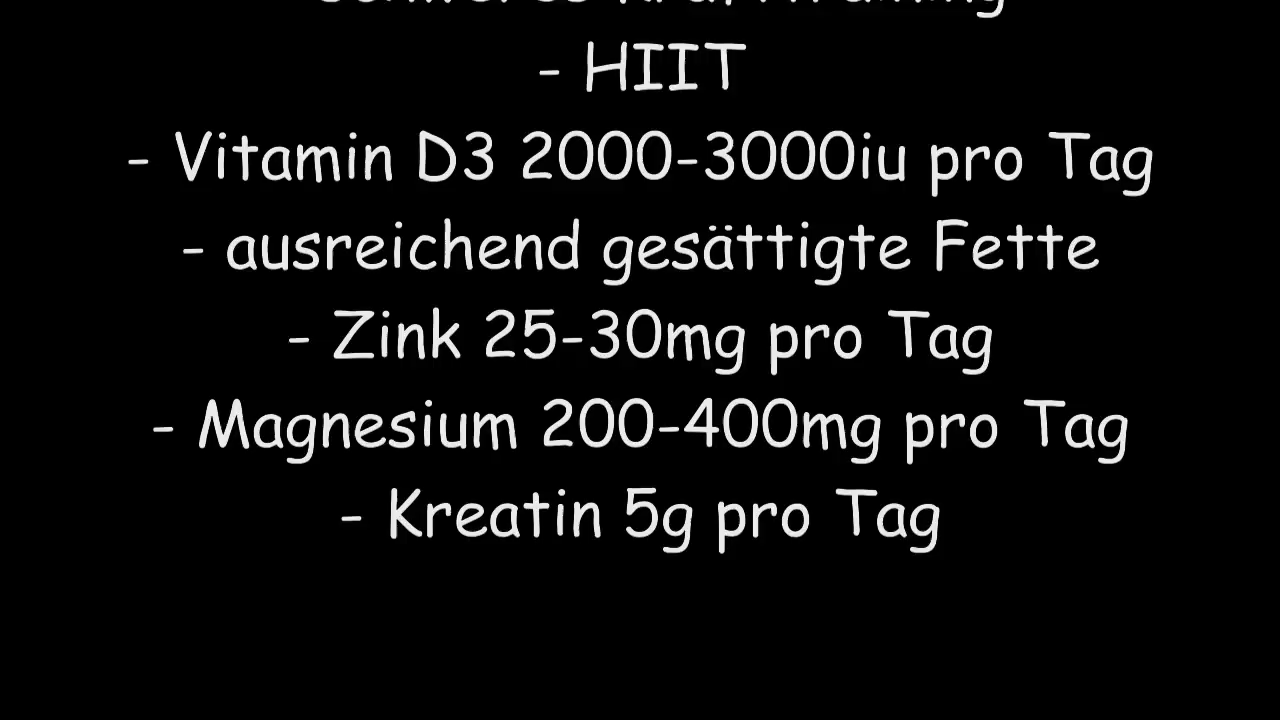 - HIIT
- Vitamin D3 2000-3000iu pro Tag
- ausreichend gesättigte Fette
- Zink 25-30mg pro Tag
- Magnesium 200-400mg pro Tag
- Kreatin 5g pro Tag